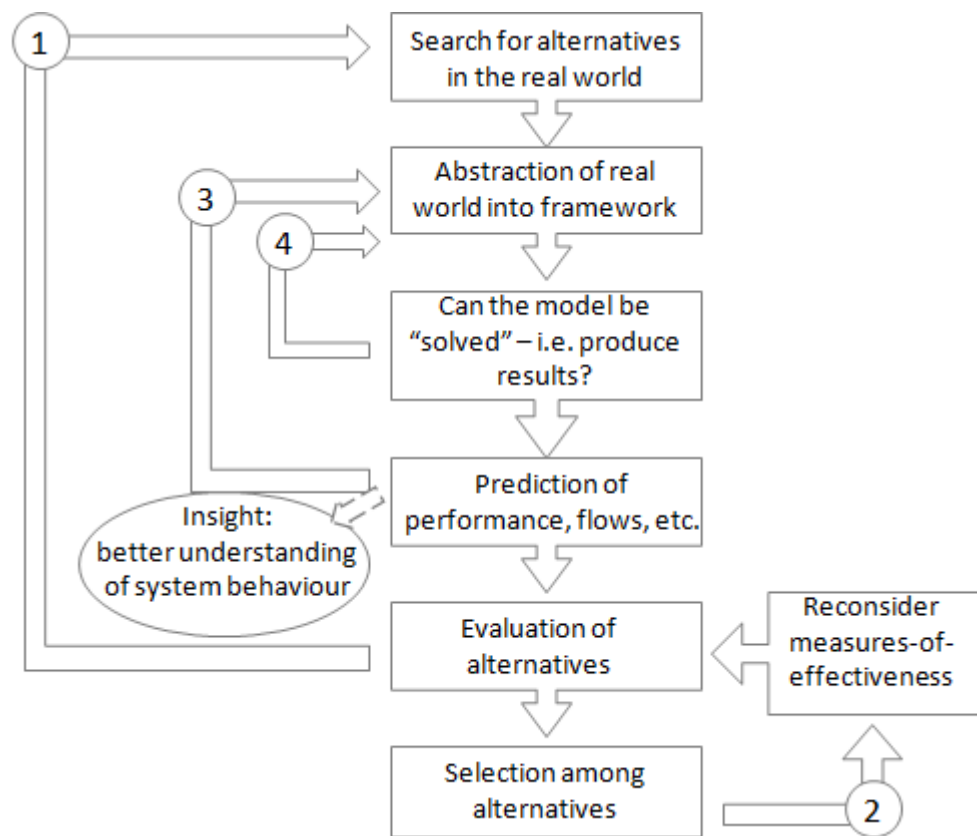 1
Search for alternatives
in the real world
Abstraction of real
world into framework
3
4
Can the model be
“solved” – i.e. produce
results?
Prediction of
performance, flows, etc.
Insight:
better understanding
of system behaviour
Evaluation of
alternatives
Reconsider
measures-of-
effectiveness
Selection among
alternatives
2